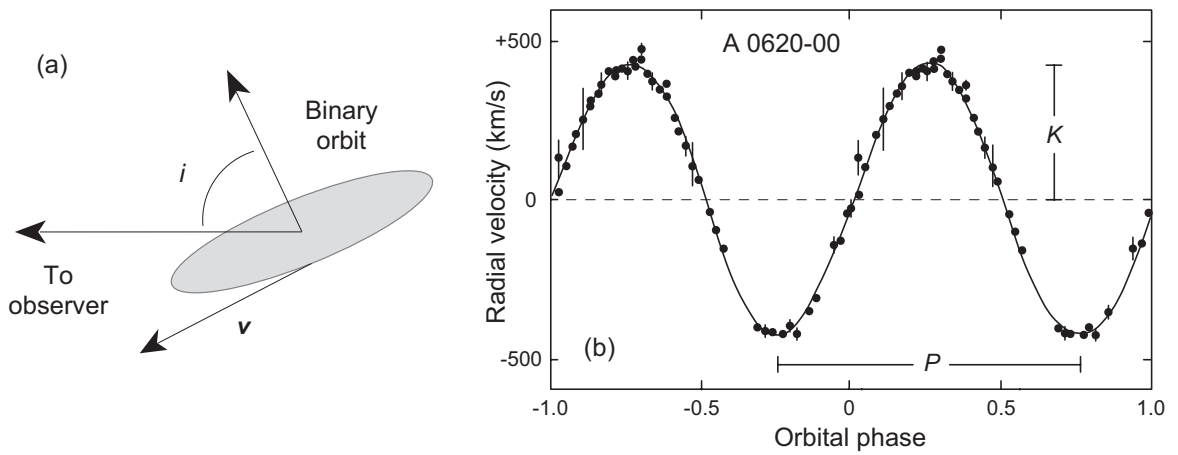 (a)
Binary
orbit
i
To
observer
v
A 0620-00
Radial velocity (km/s)
+500
0
-500
K
P
(b)
-1.0 -0.5 0 0.5 1.0
Orbital phase